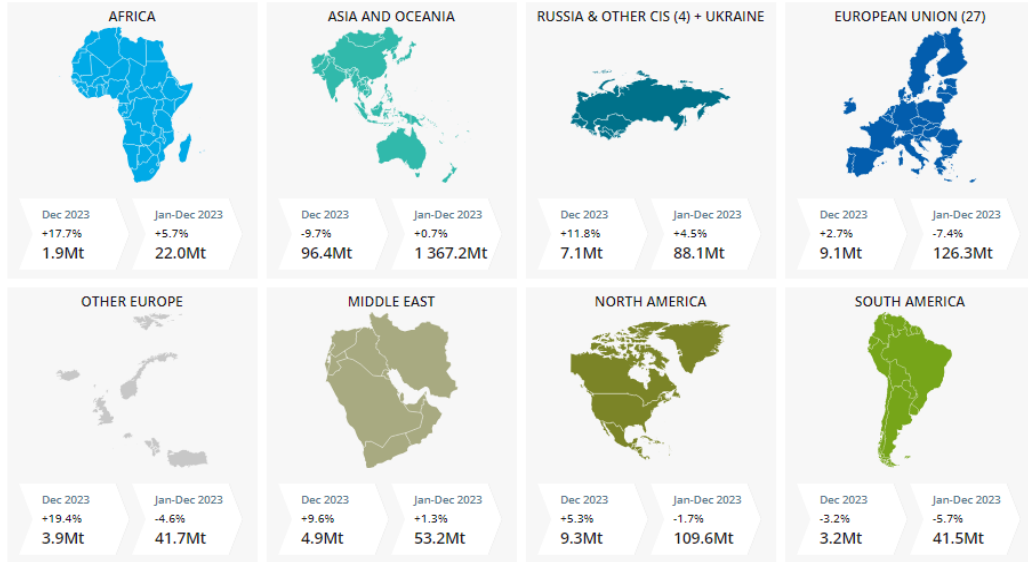 AFRICA
Dec 2023
+17.7%
1.9Mt
Jan-Dec 2023
+5.7%
22.0Mt
ASIA AND OCEANIA
Dec 2023
-9.7%
96.4Mt
Jan-Dec 2023
+0.7%
1 367.2Mt
RUSSIA & OTHER CIS (4) + UKRAINE
Dec 2023
+11.8%
7.1Mt
Jan-Dec 2023
+4.5%
88.1Mt
EUROPEAN UNION (27)
Dec 2023
+2.7%
9.1Mt
Jan-Dec 2023
-7.4%
126.3Mt
OTHER EUROPE
Dec 2023
+19.4%
3.9Mt
Jan-Dec 2023
-4.6%
41.7Mt
MIDDLE EAST
Dec 2023
+9.6%
4.9Mt
Jan-Dec 2023
+1.3%
53.2Mt
NORTH AMERICA
Dec 2023
+5.3%
9.3Mt
Jan-Dec 2023
-1.7%
109.6Mt
SOUTH AMERICA
Dec 2023
-3.2%
3.2Mt
Jan-Dec 2023
-5.7%
41.5Mt